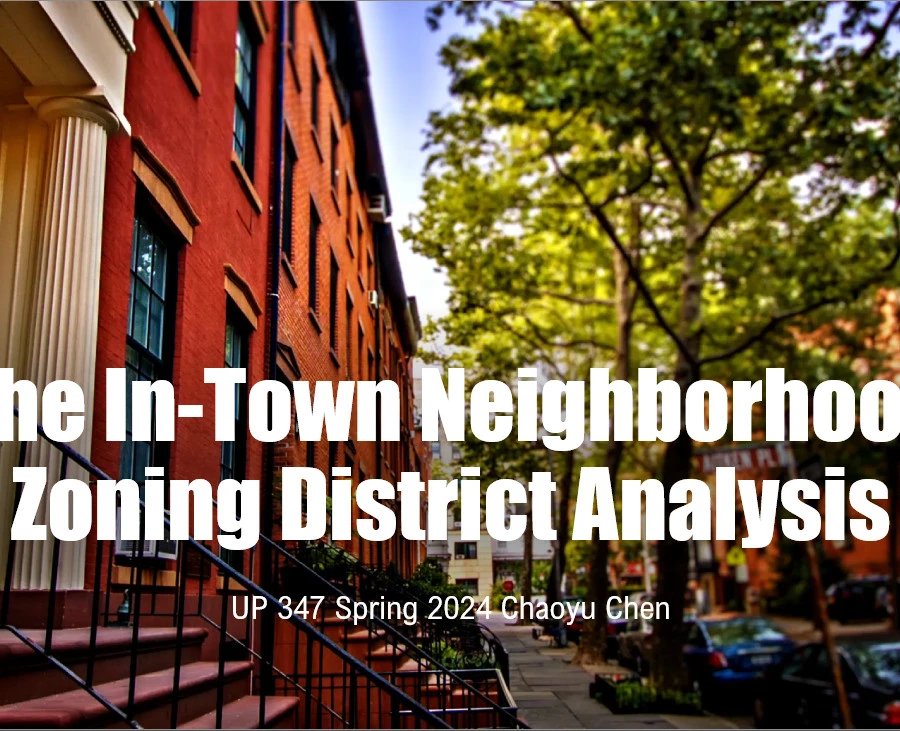 he In-Town Neighborhoo
Zoning District Analysis
UP 347 Spring 2024 Chaoyu Chen